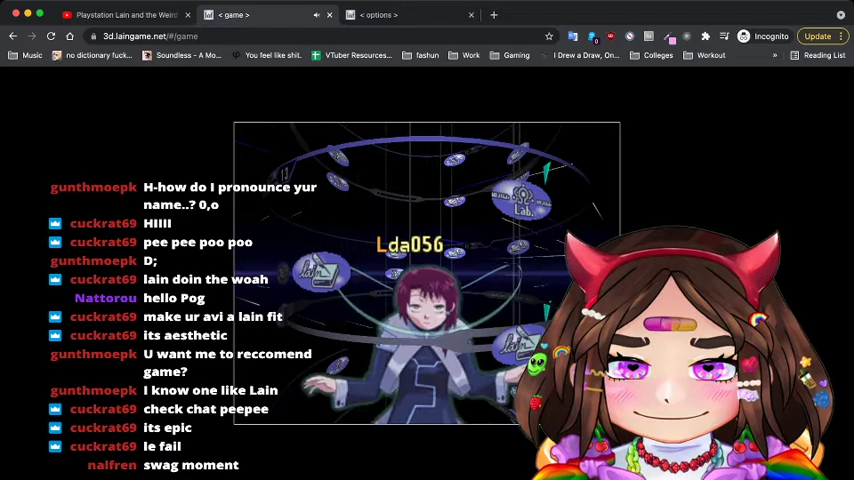 Playstation Lain and the Weird
< game >
< options >
3d.laingame.net/#/game
Incognito
Update
Music
no dictionary fuck...
Soundless - A Mo...
You feel like shit.
VTuber Resources...
fashun
Work
Gaming
I Drew a Draw, On...
Colleges
Workout
Reading List
gunthmoepk H-how do I pronounce yur
name..? 0,o
cuckrat69 HIIII
cuckrat69 pee pee poo poo
gunthmoepk D;
cuckrat69 lain doin the woah
Nattorou hello Pog
cuckrat69 make ur avi a lain fit
cuckrat69 its aesthetic
gunthmoepk U want me to reccomend
game?
gunthmoepk I know one like Lain
cuckrat69 check chat peepee
cuckrat69 its epic
cuckrat69 le fail
nalfren swag moment
Lda056
Lab.
lain
lain